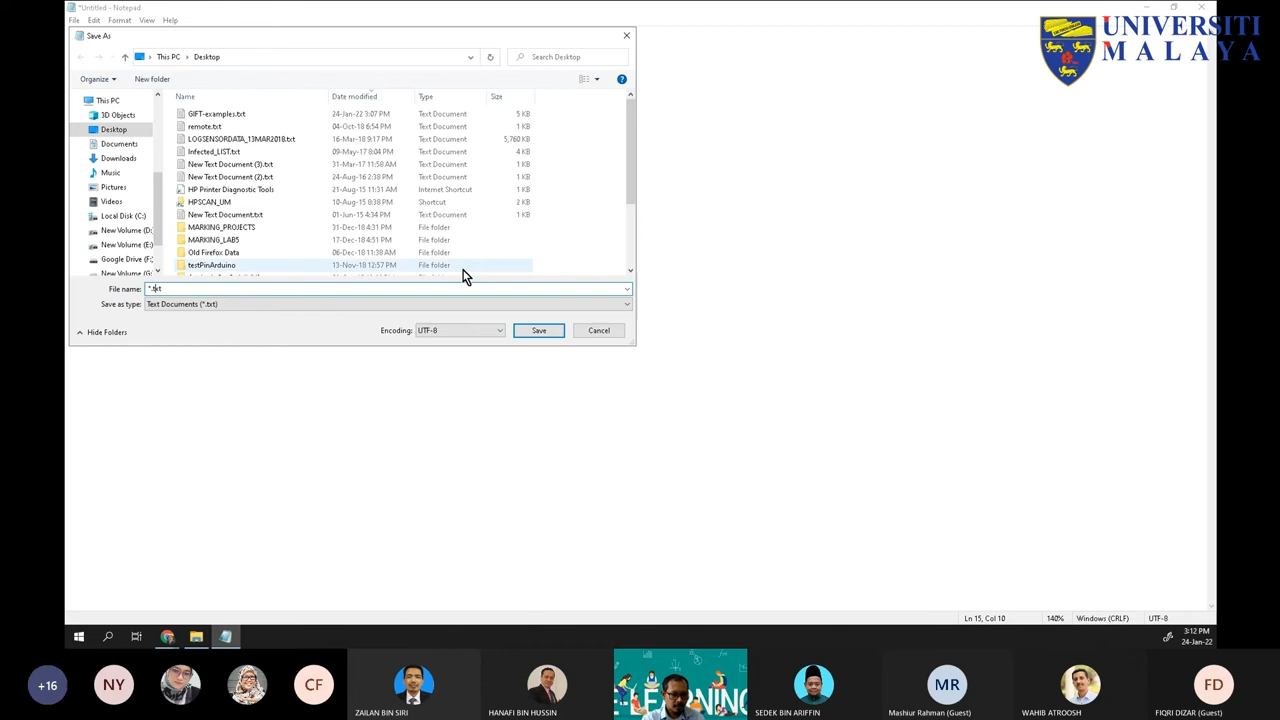 *Untitled - Notepad
File Edit Format View Help
UNIVERSITI
MALAYA
Save As
This PC > Desktop
Search Desktop
Organize New folder
Name Date modified Type Size
This PC
3D Objects
Desktop
Documents
Downloads
Music
Pictures
Videos
Local Disk (C:)
New Volume (D:
New Volume (E:)
Google Drive (F:)
New Volume (G:
GIFT-examples.txt 24-Jan-22 3:07 PM Text Document 5 KB
remote.txt 04-Oct-18 6:54 PM Text Document 1 KB
LOGSENSORDATA_13MAR2018.txt 16-Mar-18 9:17 PM Text Document 5,760 KB
Infected_LIST.txt 09-May-17 8:04 PM Text Document 4 KB
New Text Document (3).txt 31-Mar-17 11:58 AM Text Document 1 KB
New Text Document (2).txt 24-Aug-16 2:38 PM Text Document 1 KB
HP Printer Diagnostic Tools 21-Aug-15 11:31 AM Internet Shortcut 1 KB
HPSCAN_UM 10-Aug-15 8:35 PM Shortcut 2 KB
New Text Document.txt 01-Jun-15 4:34 PM Text Document 1 KB
MARKING_PROJECTS 31-Dec-18 4:31 PM File folder
MARKING_LAB5 17-Dec-18 4:51 PM File folder
Old Firefox Data 06-Dec-18 11:38 AM File folder
testPinArduino 13-Nov-18 12:57 PM File folder
File name: *.txt
Save as type: Text Documents (*.txt)
Hide Folders Encoding: UTF-8 Save Cancel
Ln 15, Col 10 140% Windows (CRLF) UTF-8
3:12 PM
24-Jan-22
+16 NY CF MR FD
E-LEARNING
ZAILAN BIN SIRI HANAFI BIN HUSSIN SEDEK BIN ARIFFIN Mashiur Rahman (Guest) WAHIB ATROOSH FIQRI DIZAR (Guest)